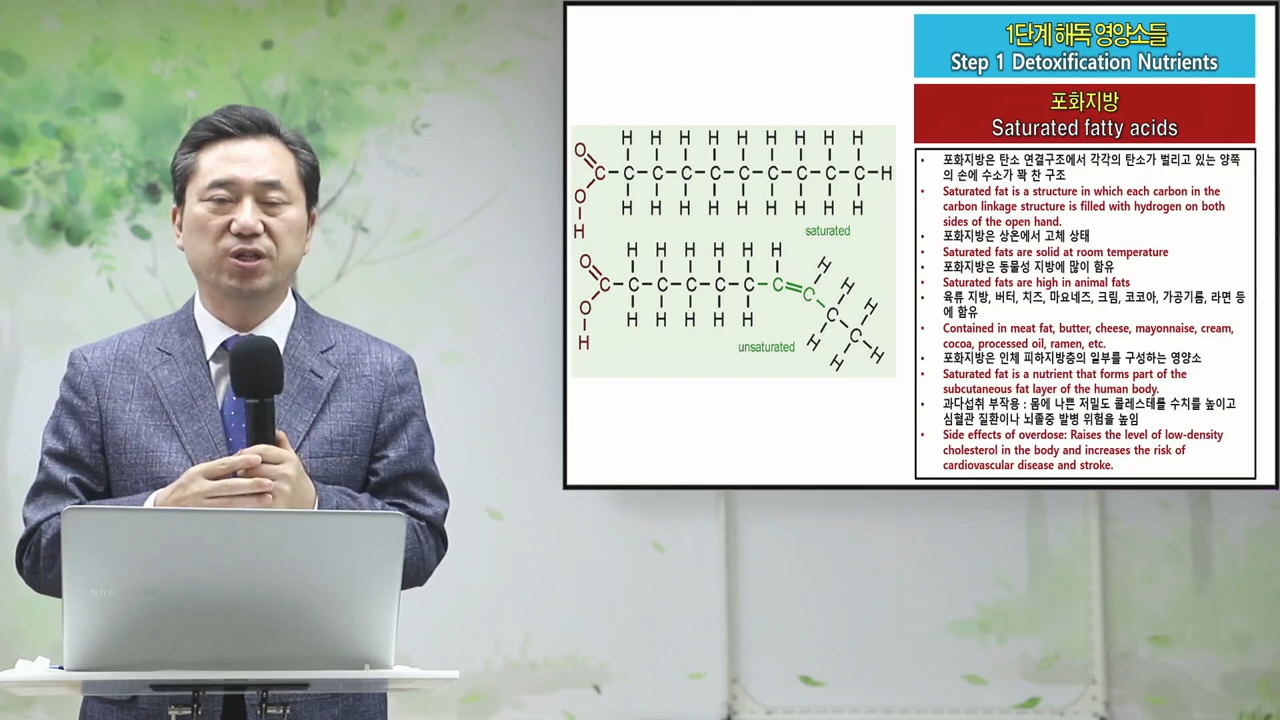 1단계 해독 영양소들
Step 1 Detoxification Nutrients
포화지방
Saturated fatty acids
H H H H H H H H H
O
C C C C C C C C C C H
O
H H H H H H H H H
H
saturated
H H H H H H
O
H
C C C C C C C C
H
H
C
O
C
H H H H H
H
H
H
H
unsaturated
• 포화지방은 탄소 연결구조에서 각각의 탄소가 벌리고 있는 양쪽
의 손에 수소가 꽉 찬 구조
• Saturated fat is a structure in which each carbon in the
carbon linkage structure is filled with hydrogen on both
sides of the open hand.
• 포화지방은 상온에서 고체 상태
• Saturated fats are solid at room temperature
• 포화지방은 동물성 지방에 많이 함유
• Saturated fats are high in animal fats
• 육류 지방, 버터, 치즈, 마요네즈, 크림, 코코아, 가공기름, 라면 등
에 함유
• Contained in meat fat, butter, cheese, mayonnaise, cream,
cocoa, processed oil, ramen, etc.
• 포화지방은 인체 피하지방층의 일부를 구성하는 영양소
• Saturated fat is a nutrient that forms part of the
subcutaneous fat layer of the human body.
• 과다섭취 부작용 : 몸에 나쁜 저밀도 콜레스테롤 수치를 높이고
심혈관 질환이나 뇌졸중 발병 위험을 높임
• Side effects of overdose: Raises the level of low-density
cholesterol in the body and increases the risk of
cardiovascular disease and stroke.